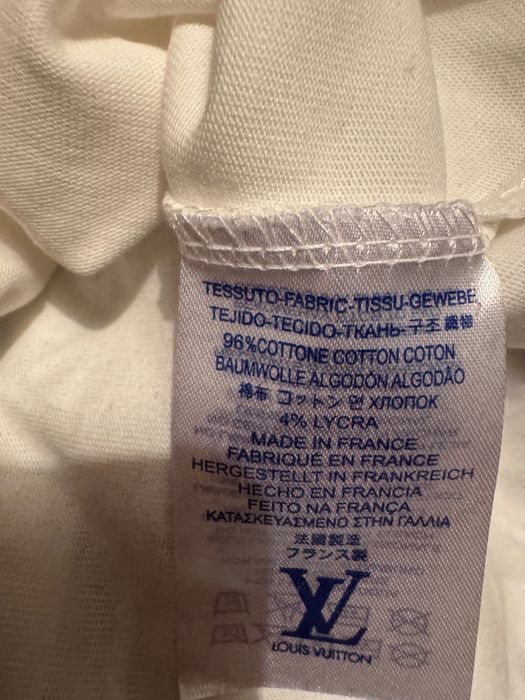 TESSUTO-FABRIC-TISSU-GEWEBE
TEJIDO-TECIDO-ТКАНЬ-구조 織物
96%COTTONE COTTON COTON
BAUMWOLLE ALGODÓN ALGODÃO
棉布 コットン 면 ХЛОПОК
4% LYCRA
MADE IN FRANCE
FABRIQUÉ EN FRANCE
HERGESTELLT IN FRANKREICH
HECHO EN FRANCIA
FEITO NA FRANÇA
ΚΑΤΑΣΚΕΥΑΣΜΕΝΟ ΣΤΗΝ ΓΑΛΛΙΑ
法國製造
フランス製
LV
LOUIS VUITTON